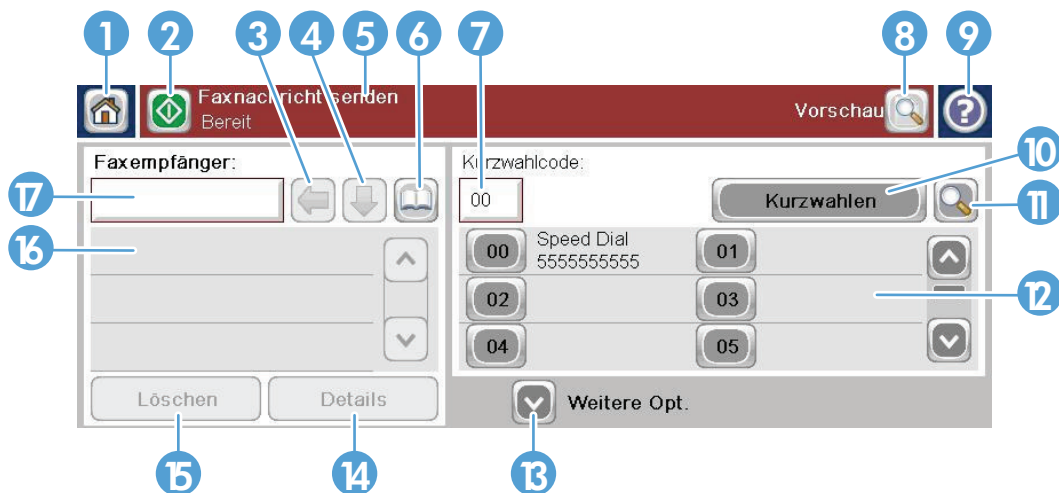 1 2 3 4 5 6 7 8 9
Faxnachricht senden
Bereit
Vorschau
?
Faxempfänger:
Kurzwahlcode:
10
17
00
Kurzwahlen
11
16
00 Speed Dial 01
5555555555
02 03
12
04 05
Löschen Details
Weitere Opt.
15 14 13